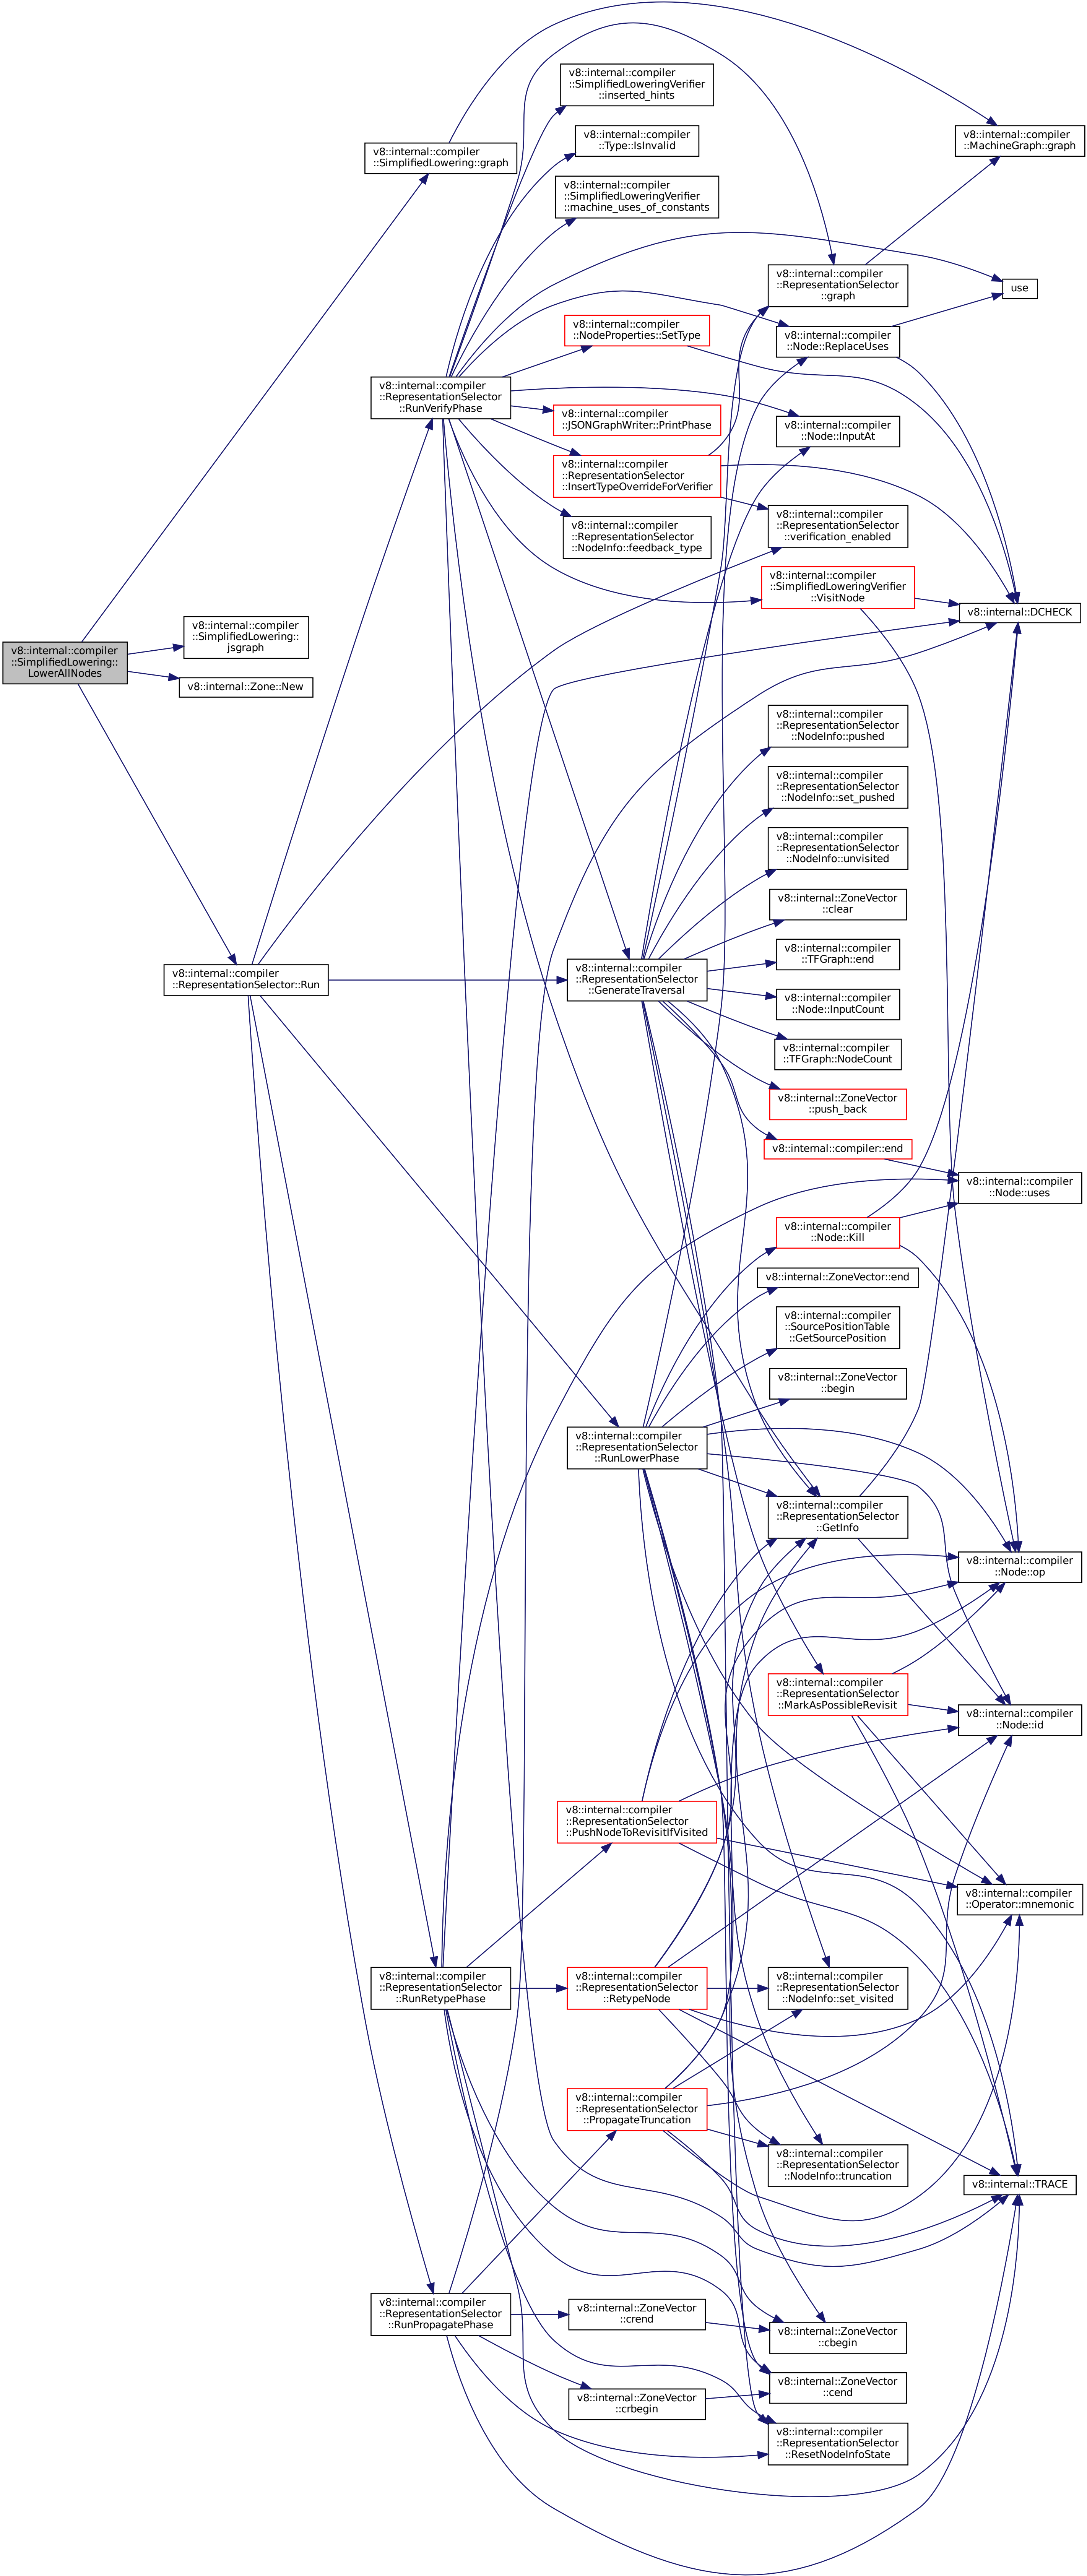 v8::internal::compiler
::SimplifiedLowering::
LowerAllNodes
v8::internal::compiler
::SimplifiedLowering::graph
v8::internal::compiler
::SimplifiedLowering::
jsgraph
v8::internal::Zone::New
v8::internal::compiler
::RepresentationSelector::Run
v8::internal::compiler
::RepresentationSelector
::RunVerifyPhase
v8::internal::compiler
::RepresentationSelector
::RunRetypePhase
v8::internal::compiler
::RepresentationSelector
::RunPropagatePhase
v8::internal::compiler
::SimplifiedLoweringVerifier
::inserted_hints
v8::internal::compiler
::Type::IsInvalid
v8::internal::compiler
::SimplifiedLoweringVerifier
::machine_uses_of_constants
v8::internal::compiler
::NodeProperties::SetType
v8::internal::compiler
::JSONGraphWriter::PrintPhase
v8::internal::compiler
::RepresentationSelector
::InsertTypeOverrideForVerifier
v8::internal::compiler
::RepresentationSelector
::NodeInfo::feedback_type
v8::internal::compiler
::RepresentationSelector
::GenerateTraversal
v8::internal::compiler
::RepresentationSelector
::RunLowerPhase
v8::internal::compiler
::RepresentationSelector
::PushNodeToRevisitIfVisited
v8::internal::compiler
::RepresentationSelector
::RetypeNode
v8::internal::compiler
::RepresentationSelector
::PropagateTruncation
v8::internal::ZoneVector
::crend
v8::internal::ZoneVector
::crbegin
v8::internal::compiler
::RepresentationSelector
::graph
v8::internal::compiler
::Node::ReplaceUses
v8::internal::compiler
::Node::InputAt
v8::internal::compiler
::RepresentationSelector
::verification_enabled
v8::internal::compiler
::SimplifiedLoweringVerifier
::VisitNode
v8::internal::compiler
::RepresentationSelector
::NodeInfo::pushed
v8::internal::compiler
::RepresentationSelector
::NodeInfo::set_pushed
v8::internal::compiler
::RepresentationSelector
::NodeInfo::unvisited
v8::internal::ZoneVector
::clear
v8::internal::compiler
::TFGraph::end
v8::internal::compiler
::Node::InputCount
v8::internal::compiler
::TFGraph::NodeCount
v8::internal::ZoneVector
::push_back
v8::internal::compiler::end
v8::internal::compiler
::Node::Kill
v8::internal::ZoneVector::end
v8::internal::compiler
::SourcePositionTable
::GetSourcePosition
v8::internal::ZoneVector
::begin
v8::internal::compiler
::RepresentationSelector
::GetInfo
v8::internal::compiler
::RepresentationSelector
::MarkAsPossibleRevisit
v8::internal::compiler
::RepresentationSelector
::NodeInfo::set_visited
v8::internal::compiler
::RepresentationSelector
::NodeInfo::truncation
v8::internal::ZoneVector
::cbegin
v8::internal::ZoneVector
::cend
v8::internal::compiler
::RepresentationSelector
::ResetNodeInfoState
v8::internal::compiler
::MachineGraph::graph
use
v8::internal::DCHECK
v8::internal::compiler
::Node::uses
v8::internal::compiler
::Node::op
v8::internal::compiler
::Node::id
v8::internal::compiler
::Operator::mnemonic
v8::internal::TRACE